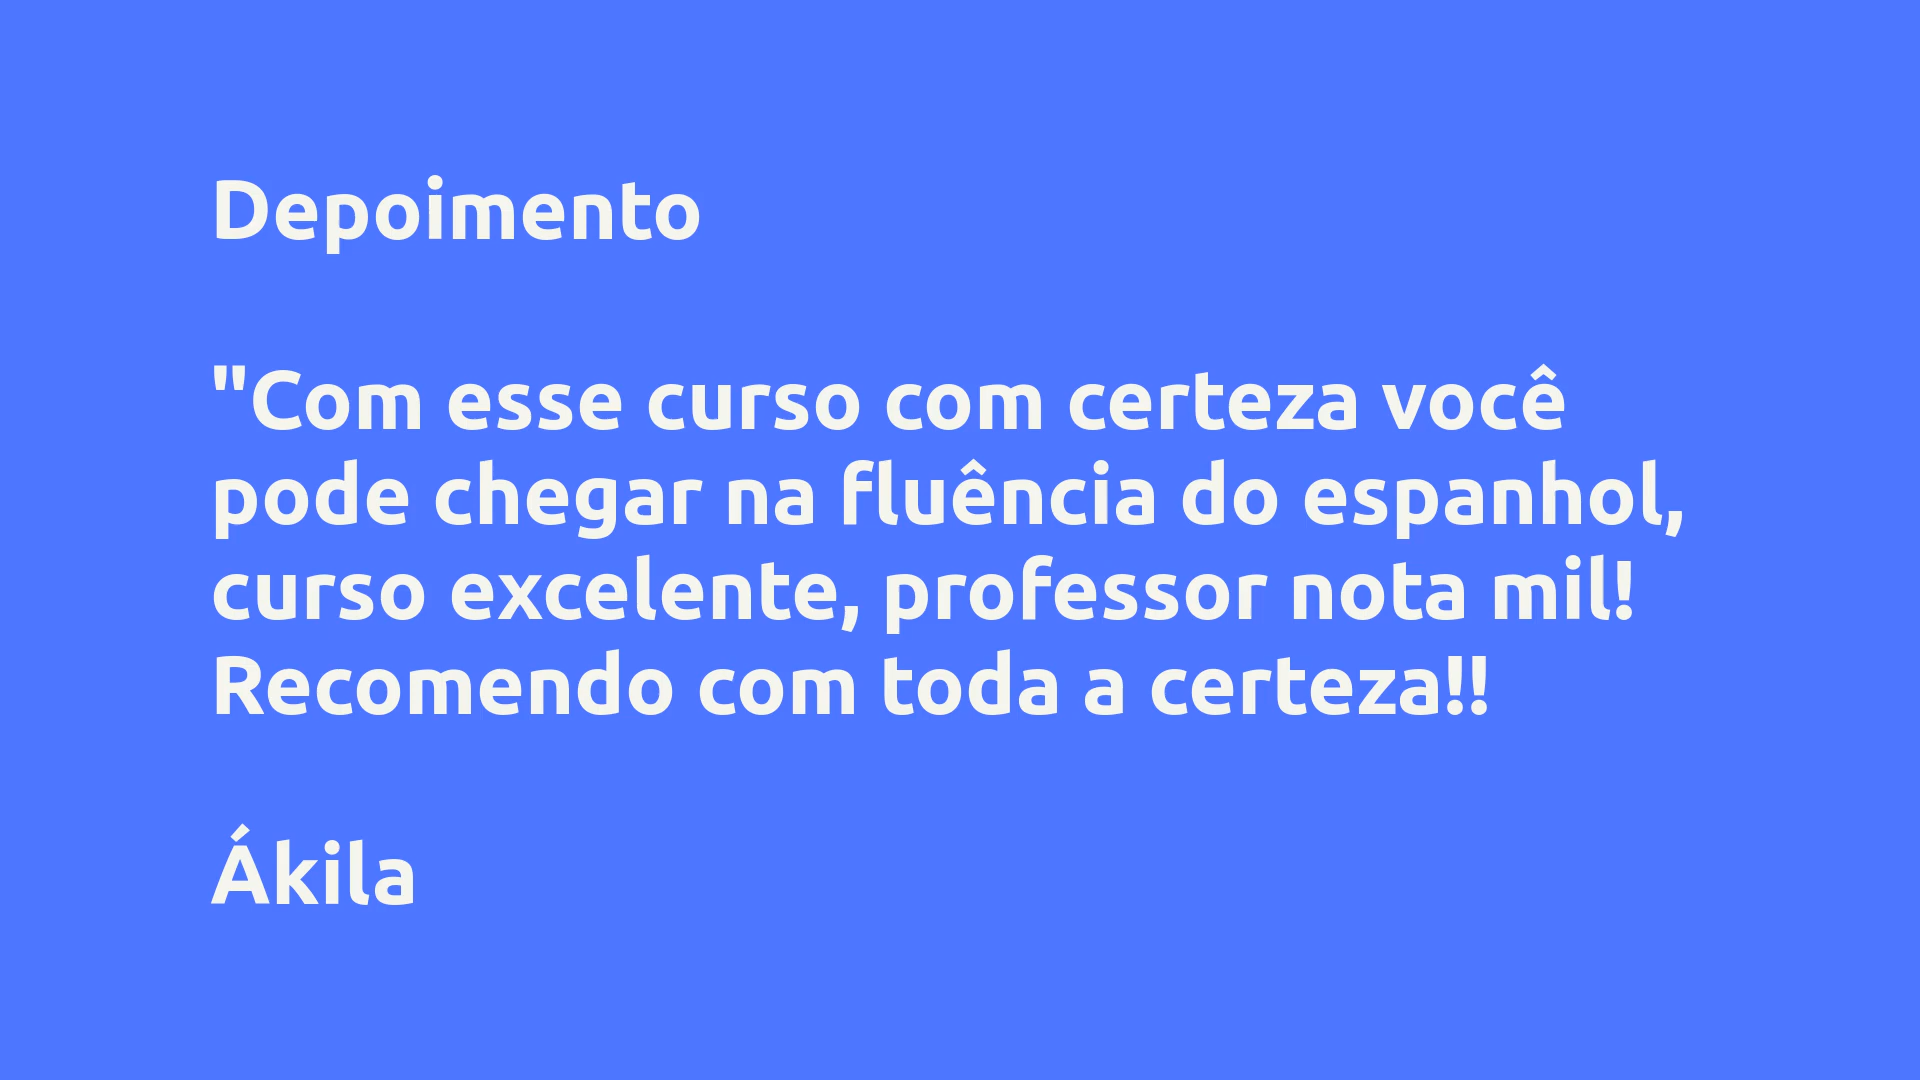 Depoimento
"Com esse curso com certeza você
pode chegar na fluência do espanhol,
curso excelente, professor nota mil!
Recomendo com toda a certeza!!
Ákila